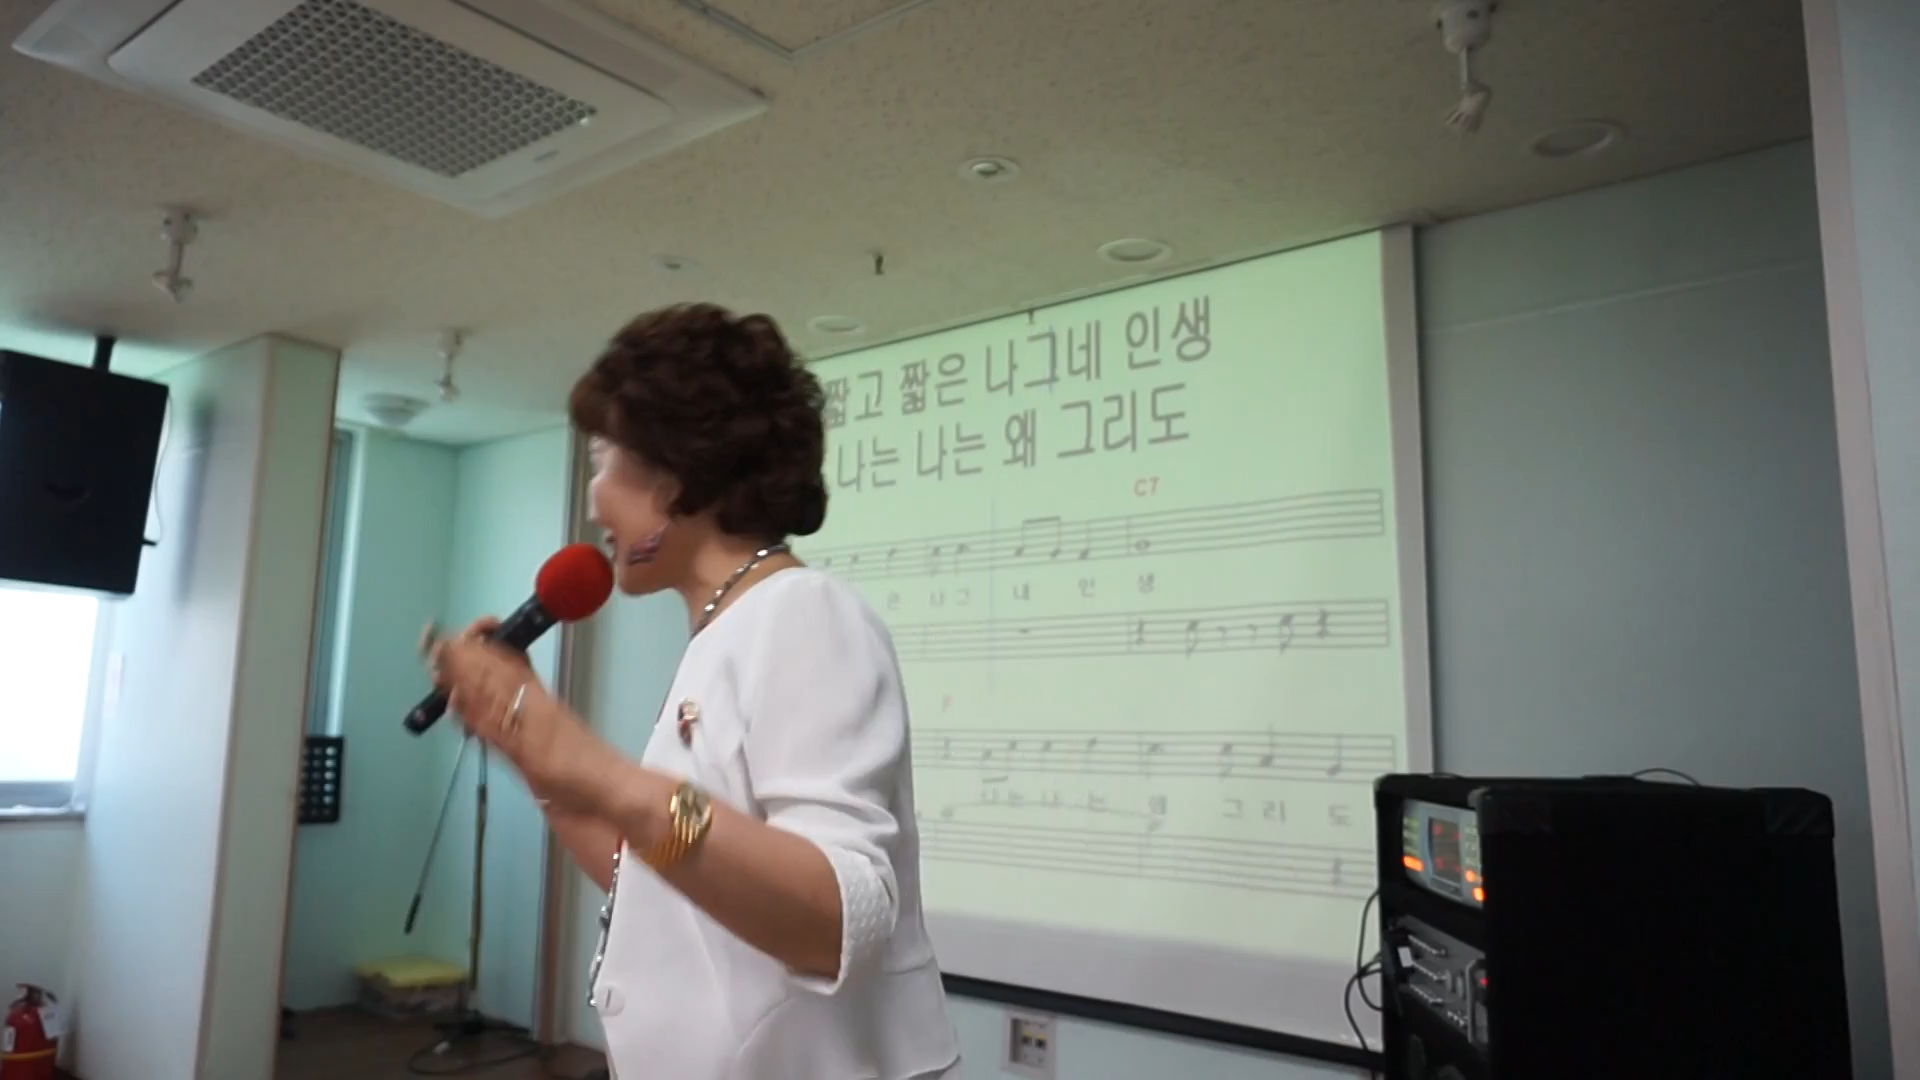 짧고 짧은 나그네 인생
나는 나는 왜 그리도
C7
은 나그 네 인 생
F
나는 나 는 왜 그 리 도